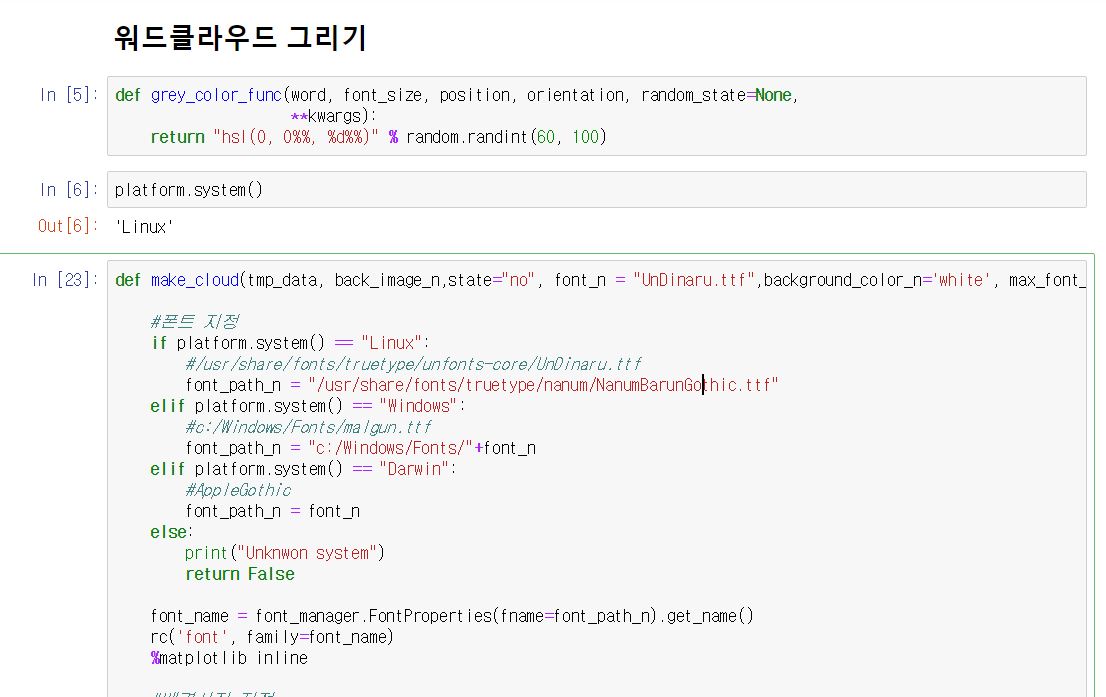 워드클라우드 그리기
In [5]: def grey_color_func(word, font_size, position, orientation, random_state=None,
                    **kwargs):
    return "hsl(0, 0%%, %d%%)" % random.randint(60, 100)
In [6]: platform.system()
Out[6]: 'Linux'
In [23]: def make_cloud(tmp_data, back_image_n,state="no", font_n = "UnDinaru.ttf",background_color_n='white', max_font_
    #폰트 지정
    if platform.system() == "Linux":
        #/usr/share/fonts/truetype/unfonts-core/UnDinaru.ttf
        font_path_n = "/usr/share/fonts/truetype/nanum/NanumBarunGothic.ttf"
    elif platform.system() == "Windows":
        #c:/Windows/Fonts/malgun.ttf
        font_path_n = "c:/Windows/Fonts/"+font_n
    elif platform.system() == "Darwin":
        #AppleGothic
        font_path_n = font_n
    else:
        print("Unknwon system")
        return False
    font_name = font_manager.FontProperties(fname=font_path_n).get_name()
    rc('font', family=font_name)
    %matplotlib inline